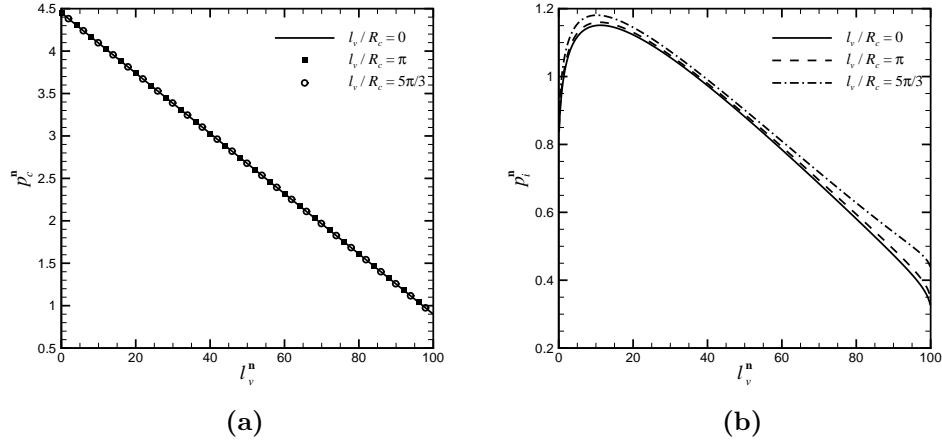 4.5
4
3.5
3
2.5
2
1.5
1
0.5
0 20 40 60 80 100
p_c^n
l_v^n
l_v / R_c = 0
l_v / R_c = π
l_v / R_c = 5π/3
(a)
1.2
1
0.8
0.6
0.4
0.2
0 20 40 60 80 100
p_i^n
l_v^n
l_v / R_c = 0
l_v / R_c = π
l_v / R_c = 5π/3
(b)